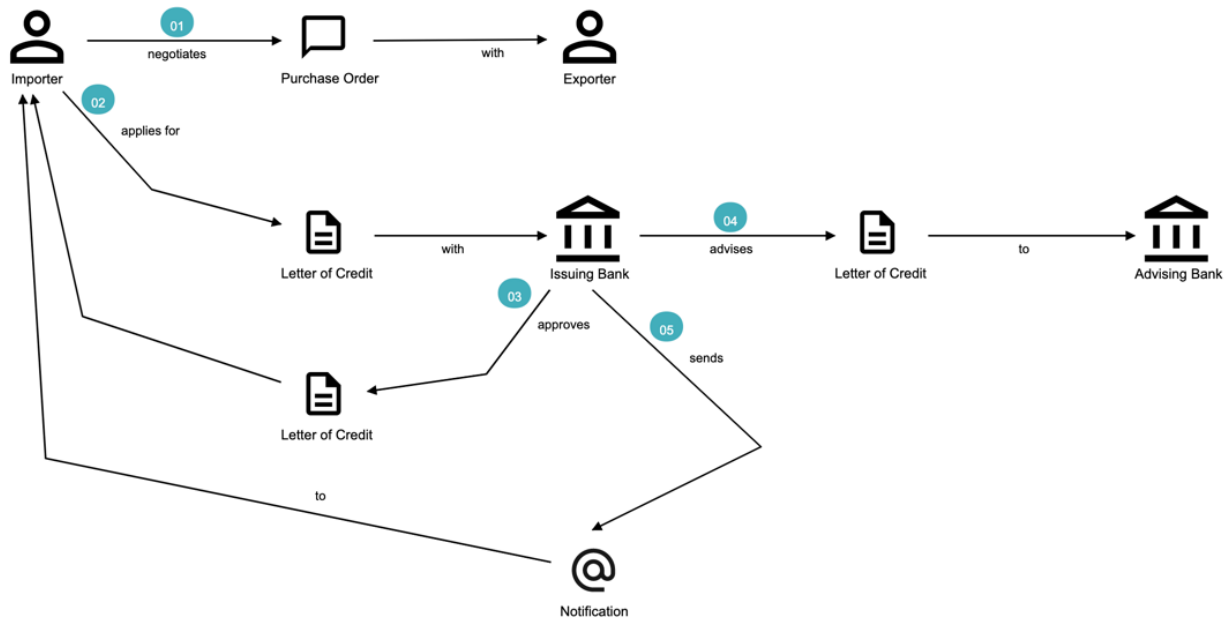 01
negotiates
with
Importer
Purchase Order
Exporter
02
applies for
04
with
advises
to
Letter of Credit
Issuing Bank
Letter of Credit
Advising Bank
03
approves
05
sends
Letter of Credit
to
Notification